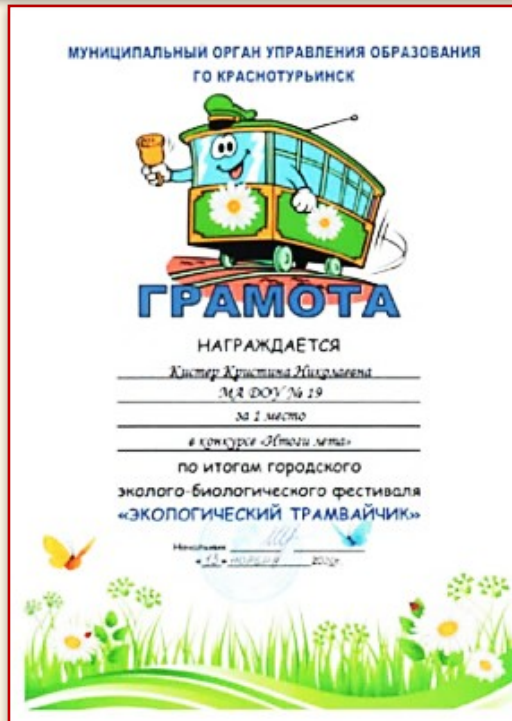 МУНИЦИПАЛЬНЫЙ ОРГАН УПРАВЛЕНИЯ ОБРАЗОВАНИЯ
ГО КРАСНОТУРЬИНСК
ГРАМОТА
НАГРАЖДАЕТСЯ
Кистер Кристина Николаевна
МА ДОУ № 19
за 1 место
в конкурсе «Итоги лета»
по итогам городского
эколого-биологического фестиваля
«ЭКОЛОГИЧЕСКИЙ ТРАМВАЙЧИК»
Начальник